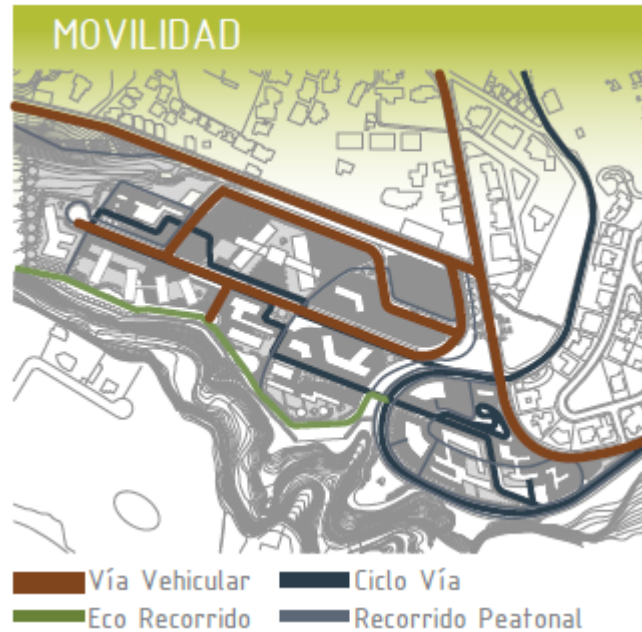 MOVILIDAD
Vía Vehicular
Ciclo Vía
Eco Recorrido
Recorrido Peatonal